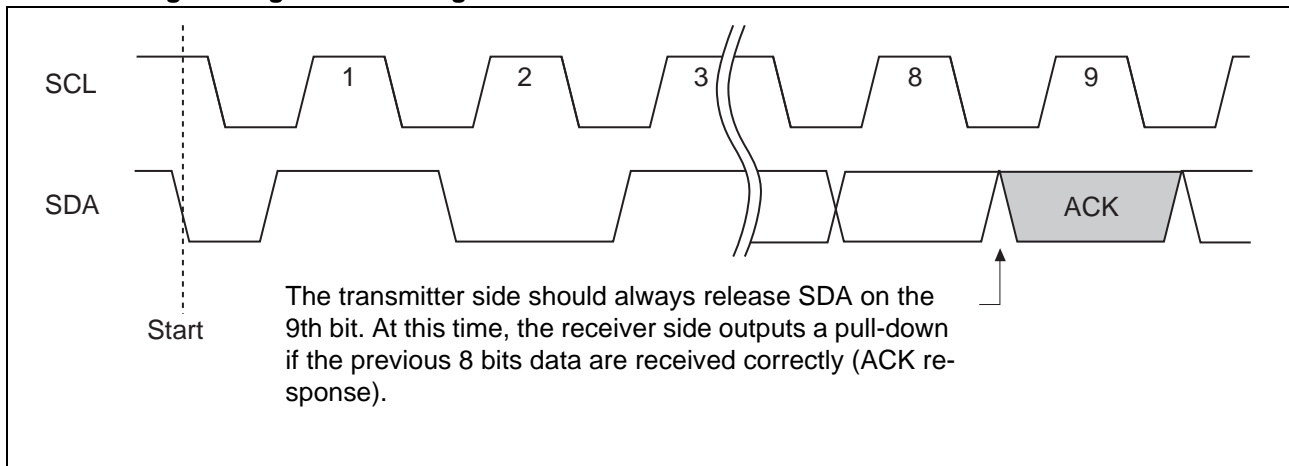 SCL
1
2
3
8
9
SDA
ACK
Start
The transmitter side should always release SDA on the
9th bit. At this time, the receiver side outputs a pull-down
if the previous 8 bits data are received correctly (ACK re-
sponse).